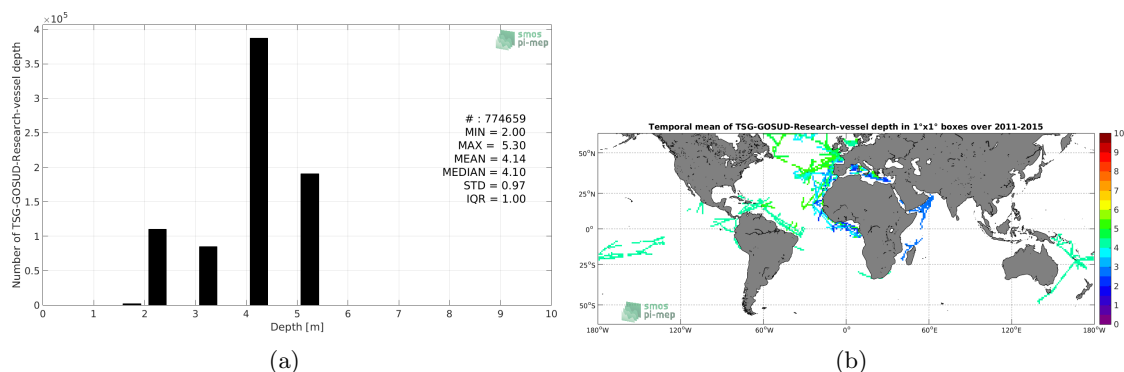 ×10⁵
4
3.5
3
2.5
2
1.5
1
0.5
0
Number of TSG-GOSUD-Research-vessel depth
smos
pi-mep
# : 774659
MIN = 2.00
MAX = 5.30
MEAN = 4.14
MEDIAN = 4.10
STD = 0.97
IQR = 1.00
0 1 2 3 4 5 6 7 8 9 10
Depth [m]
(a)
Temporal mean of TSG-GOSUD-Research-vessel depth in 1°x1° boxes over 2011-2015
50°N
25°N
0°
25°S
50°S
smos
pi-mep
180°W 120°W 60°W 0° 60°E 120°E 180°E
10
9
8
7
6
5
4
3
2
1
0
(b)